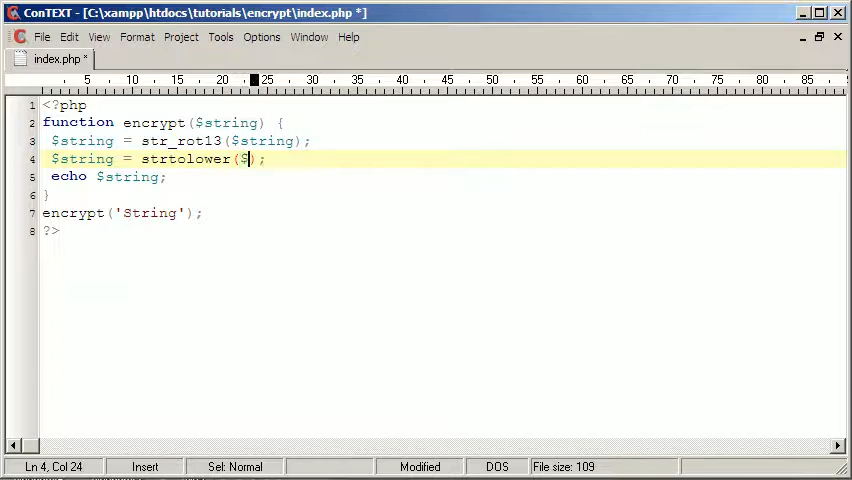 ConTEXT - [C:\xampp\htdocs\tutorials\encrypt\index.php *]
File Edit View Format Project Tools Options Window Help
index.php *
5 10 15 20 25 30 35 40 45 50 55 60 65 70 75 80 85
1 <?php
2 function encrypt($string) {
3 $string = str_rot13($string);
4 $string = strtolower($);
5 echo $string;
6 }
7 encrypt('String');
8 ?>
Ln 4, Col 24 Insert Sel: Normal Modified DOS File size: 109